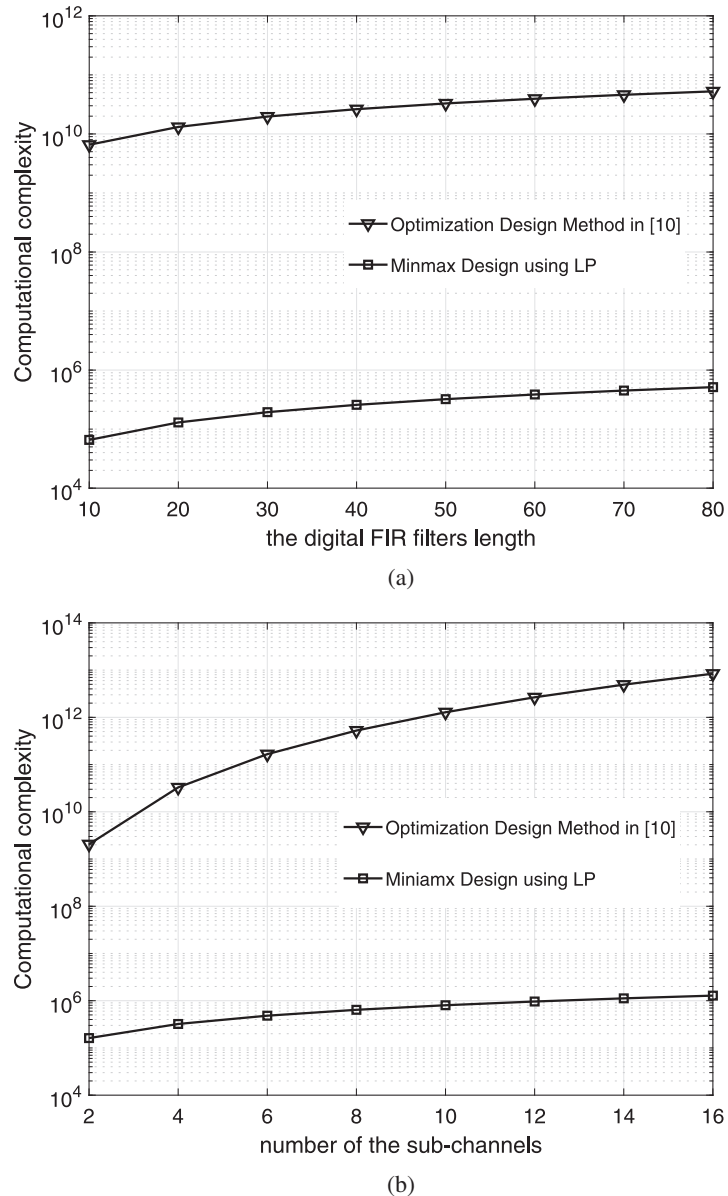 10^12
10^10
10^8
10^6
10^4
Computational complexity
Optimization Design Method in [10]
Minmax Design using LP
10 20 30 40 50 60 70 80
the digital FIR filters length
(a)
10^14
10^12
10^10
10^8
10^6
10^4
Computational complexity
Optimization Design Method in [10]
Miniamx Design using LP
2 4 6 8 10 12 14 16
number of the sub-channels
(b)